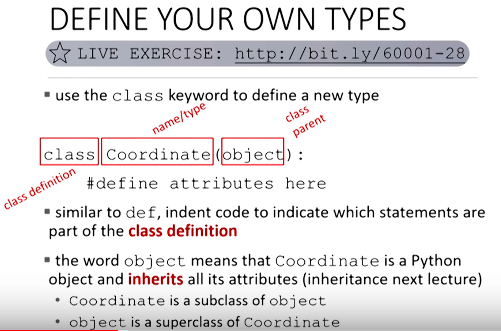 DEFINE YOUR OWN TYPES
LIVE EXERCISE: http://bit.ly/60001-28
▪ use the class keyword to define a new type
name/type
class parent
class Coordinate(object):
class definition
#define attributes here
▪ similar to def, indent code to indicate which statements are
part of the class definition
▪ the word object means that Coordinate is a Python
object and inherits all its attributes (inheritance next lecture)
• Coordinate is a subclass of object
• object is a superclass of Coordinate